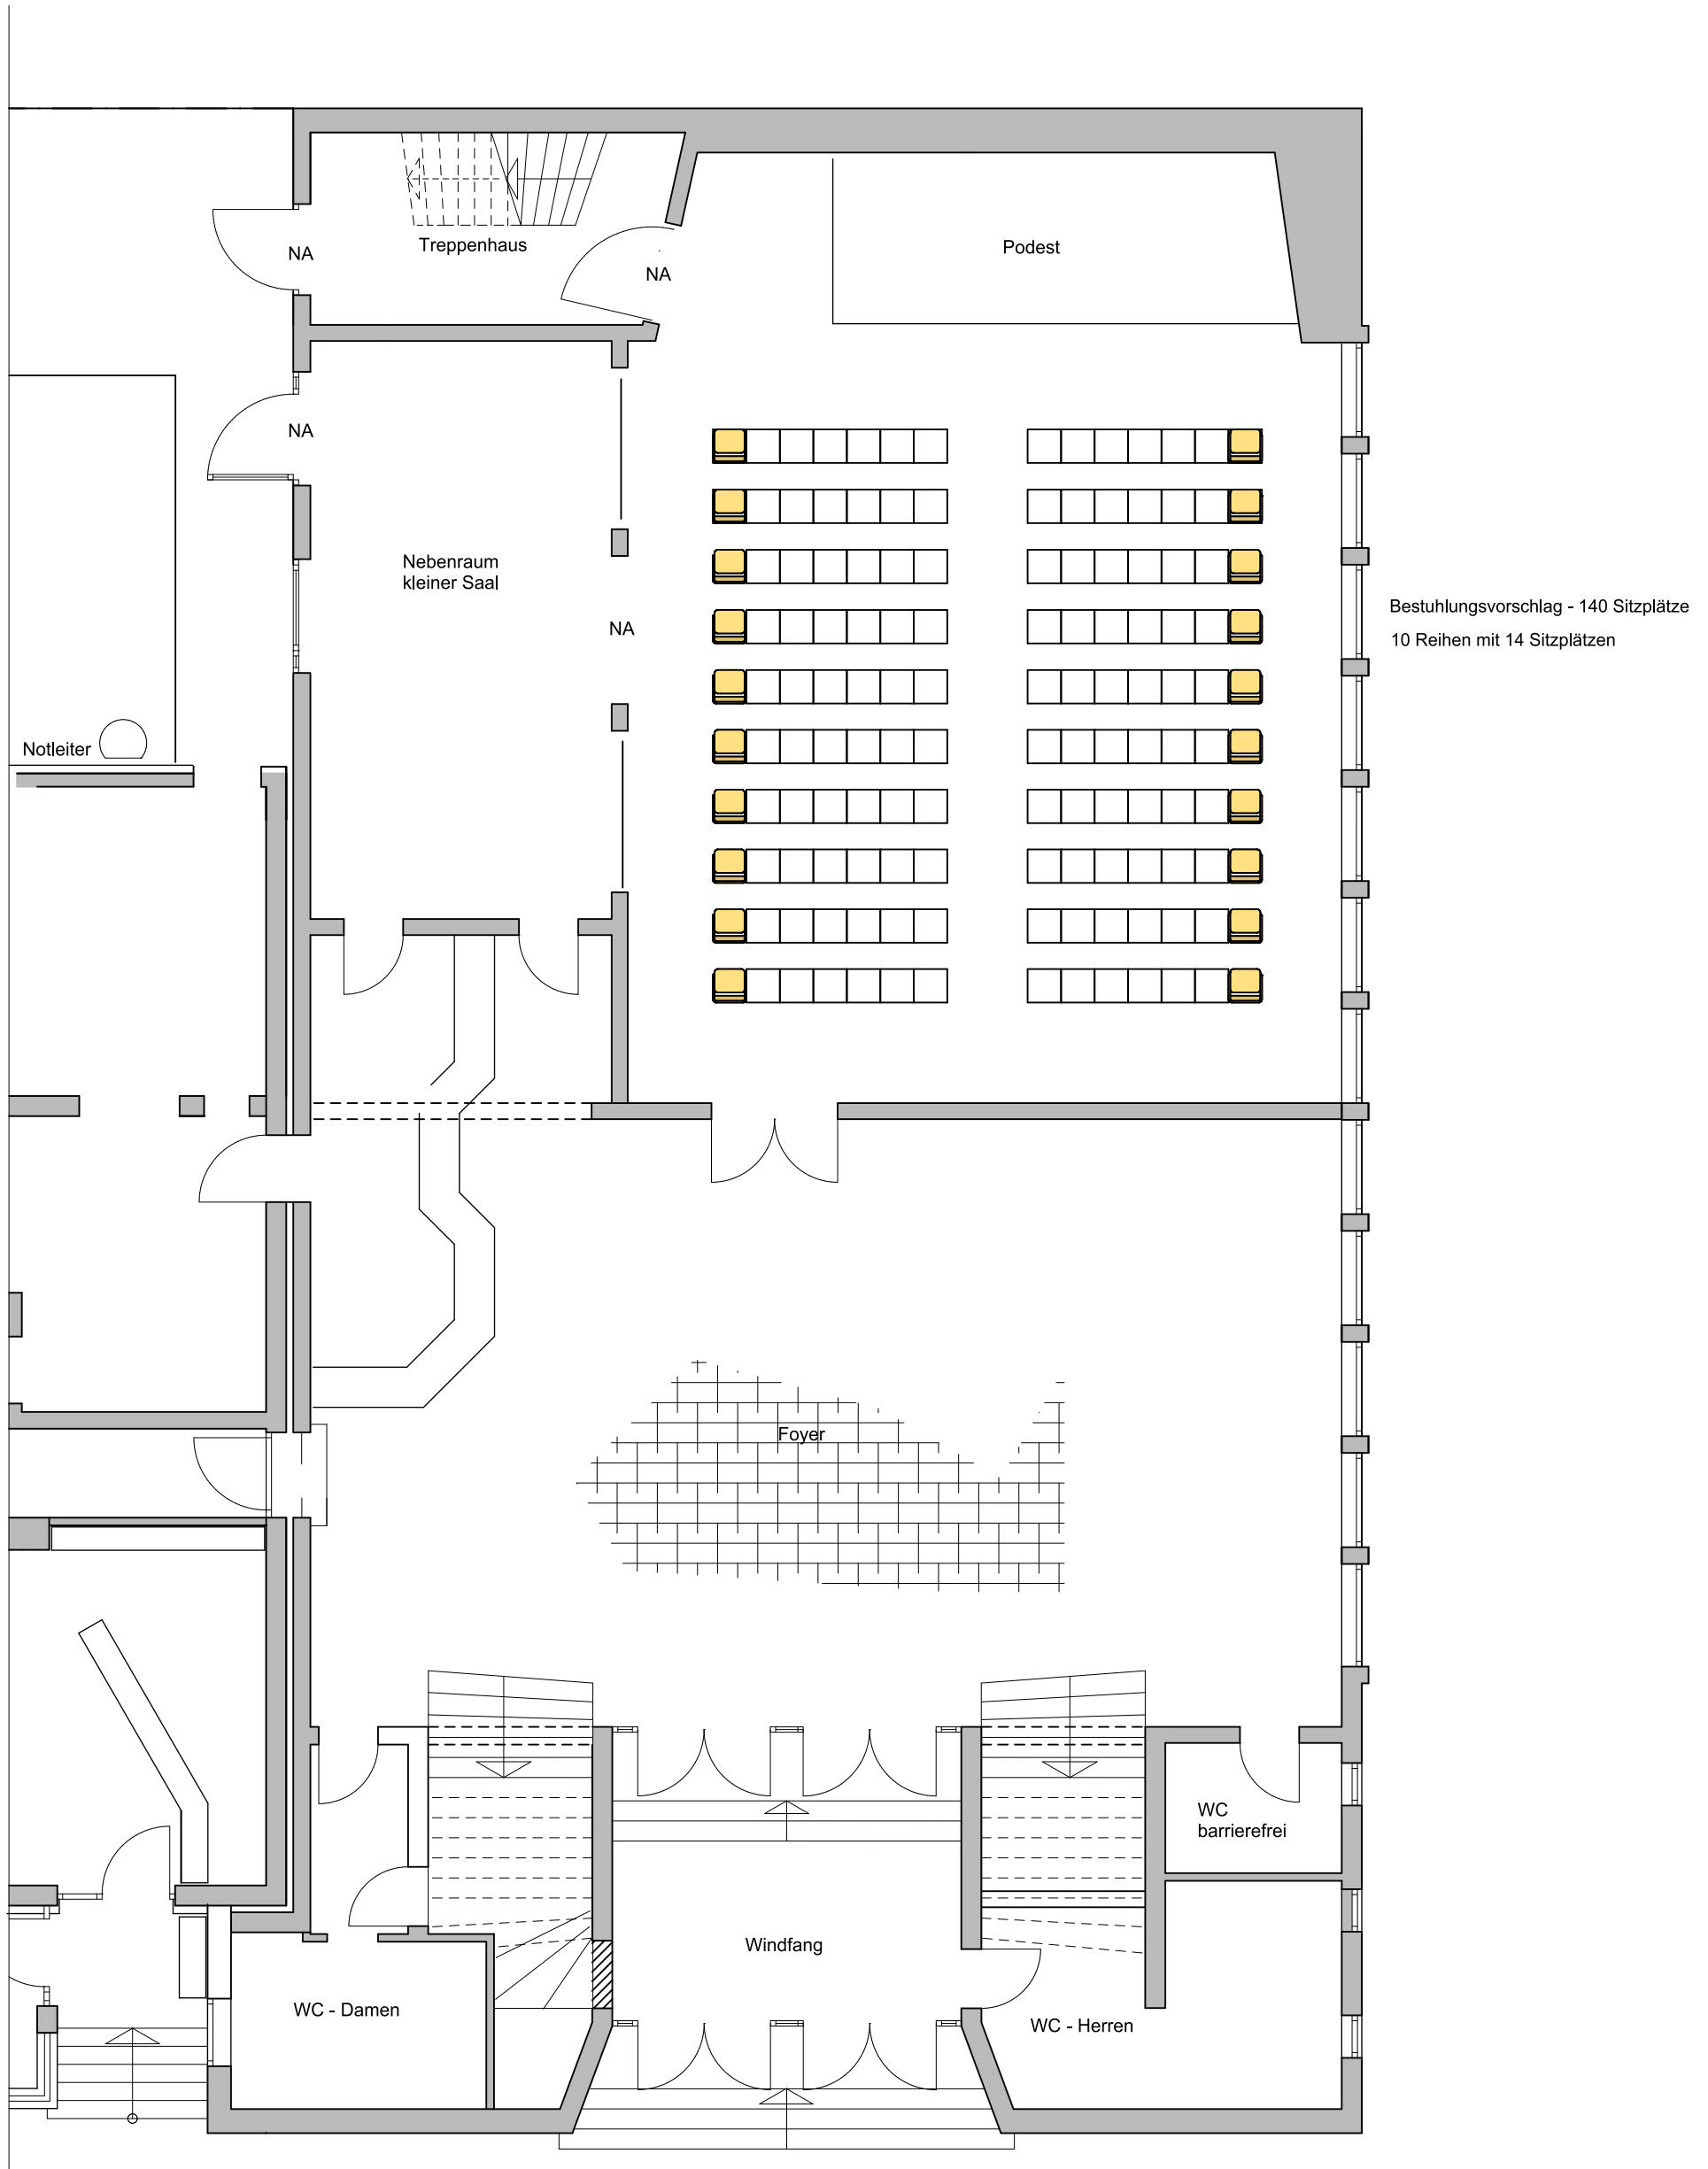 Treppenhaus
NA
NA
Podest
NA
Nebenraum
kleiner Saal
NA
Bestuhlungsvorschlag - 140 Sitzplätze
10 Reihen mit 14 Sitzplätzen
Notleiter
Foyer
WC
barrierefrei
Windfang
WC - Damen
WC - Herren